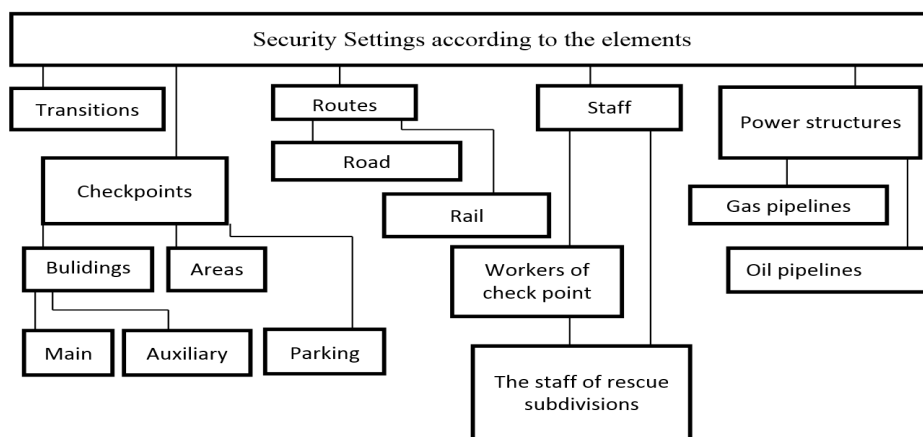 Security Settings according to the elements
Transitions
Routes
Staff
Power structures
Road
Checkpoints
Gas pipelines
Rail
Bulidings
Areas
Workers of
check point
Oil pipelines
Main
Auxiliary
Parking
The staff of rescue
subdivisions